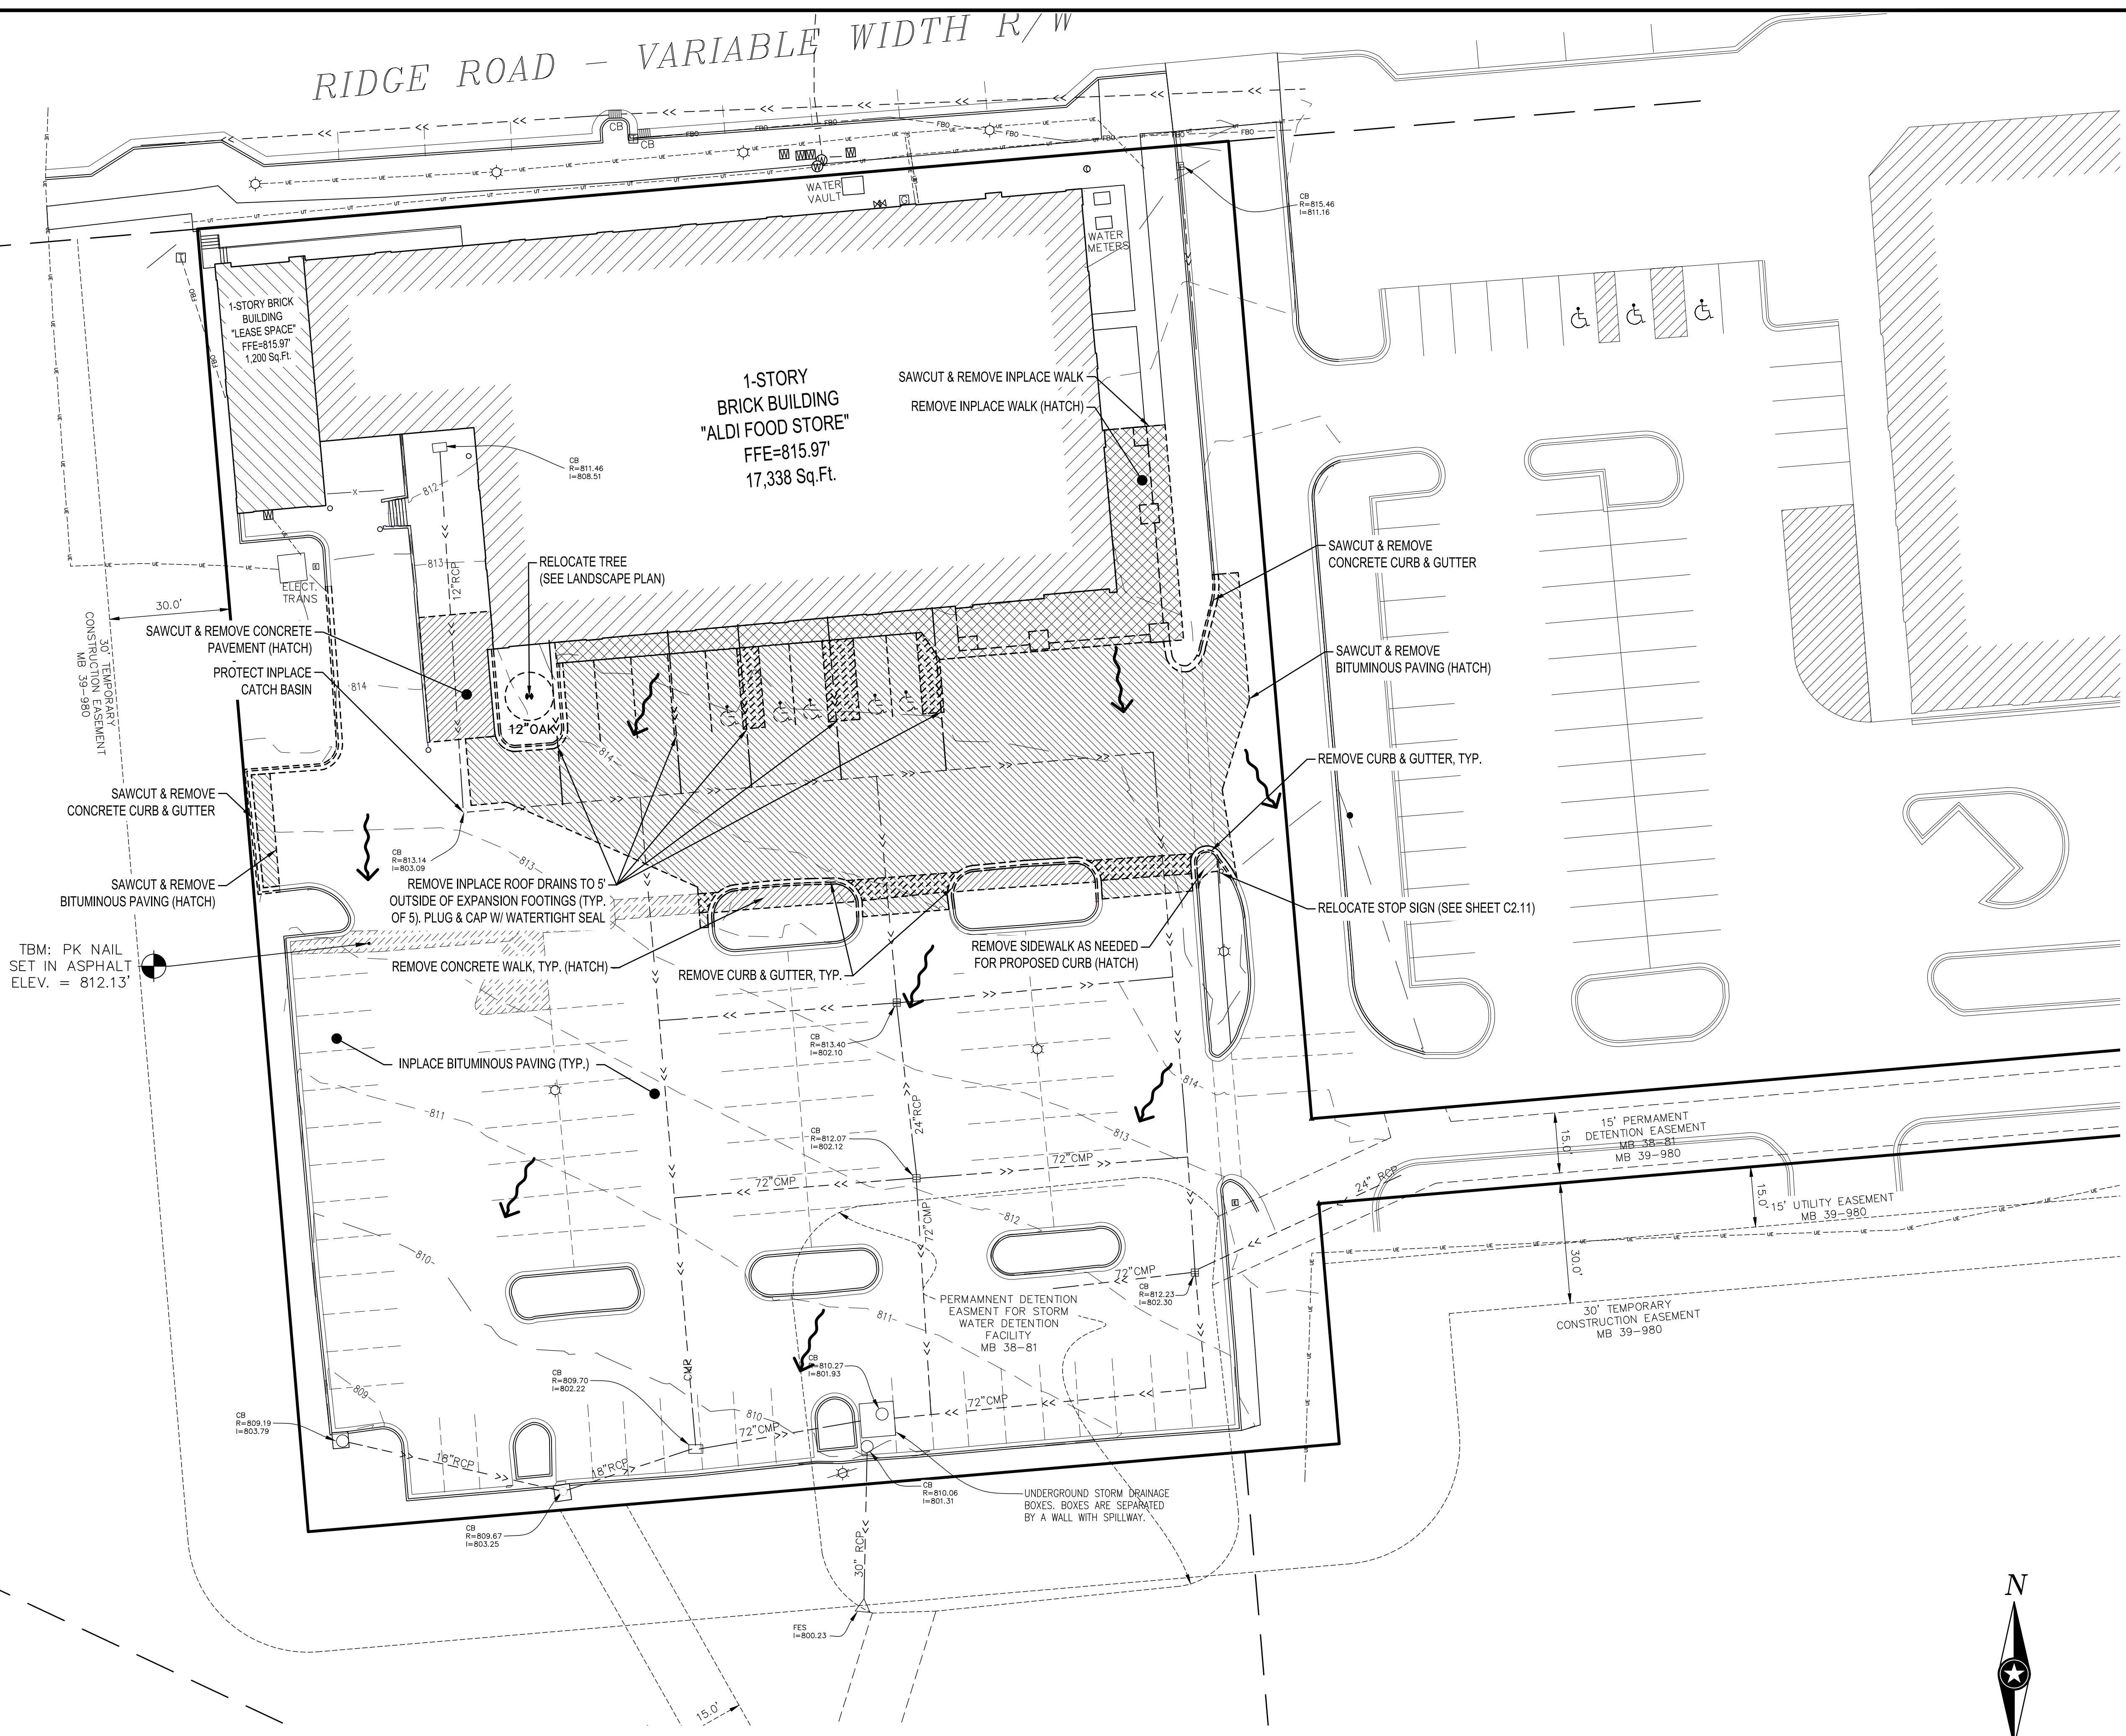 RIDGE ROAD - VARIABLE WIDTH R/W
CB
CB
WATER
VAULT
G
T
WATER
METERS
CB
R=815.46
I=811.16
1-STORY BRICK
BUILDING
"LEASE SPACE"
FFE=815.97'
1,200 Sq.Ft.
1-STORY
BRICK BUILDING
"ALDI FOOD STORE"
FFE=815.97'
17,338 Sq.Ft.
SAWCUT & REMOVE INPLACE WALK
REMOVE INPLACE WALK (HATCH)
CB
R=811.46
I=808.51
812
813
12"RCP
RELOCATE TREE
(SEE LANDSCAPE PLAN)
SAWCUT & REMOVE
CONCRETE CURB & GUTTER
E
ELECT.
TRANS
30.0'
30' TEMPORARY
CONSTRUCTION EASEMENT
MB 39-980
SAWCUT & REMOVE CONCRETE
PAVEMENT (HATCH)
PROTECT INPLACE
CATCH BASIN
814
12"OAK
814
SAWCUT & REMOVE
BITUMINOUS PAVING (HATCH)
REMOVE CURB & GUTTER, TYP.
SAWCUT & REMOVE
CONCRETE CURB & GUTTER
CB
R=813.14
I=803.09
813
SAWCUT & REMOVE
BITUMINOUS PAVING (HATCH)
REMOVE INPLACE ROOF DRAINS TO 5'
OUTSIDE OF EXPANSION FOOTINGS (TYP.
OF 5). PLUG & CAP W/ WATERTIGHT SEAL
RELOCATE STOP SIGN (SEE SHEET C2.11)
TBM: PK NAIL
SET IN ASPHALT
ELEV. = 812.13'
REMOVE CONCRETE WALK, TYP. (HATCH)
REMOVE CURB & GUTTER, TYP.
REMOVE SIDEWALK AS NEEDED
FOR PROPOSED CURB (HATCH)
CB
R=813.40
I=802.10
INPLACE BITUMINOUS PAVING (TYP.)
814
811
24"RCP
813
CB
R=812.07
I=802.12
72"CMP
72"CMP
15' PERMAMENT
DETENTION EASEMENT
MB 38-81
MB 39-980
15.0'
24" RCP
E
15.0'
15' UTILITY EASEMENT
MB 39-980
812
72"CMP
810
30.0'
72"CMP
CB
R=812.23
I=802.30
PERMAMNENT DETENTION
EASMENT FOR STORM
WATER DETENTION
FACILITY
MB 38-81
811
30' TEMPORARY
CONSTRUCTION EASEMENT
MB 39-980
CMP
CB
R=810.27
I=801.93
CB
R=809.70
I=802.22
809
72"CMP
810
72"CMP
CB
R=809.19
I=803.79
18"RCP
18"RCP
CB
R=810.06
I=801.31
UNDERGROUND STORM DRAINAGE
BOXES. BOXES ARE SEPARATED
BY A WALL WITH SPILLWAY.
CB
R=809.67
I=803.25
30" RCP
FES
I=800.23
15.0'
N